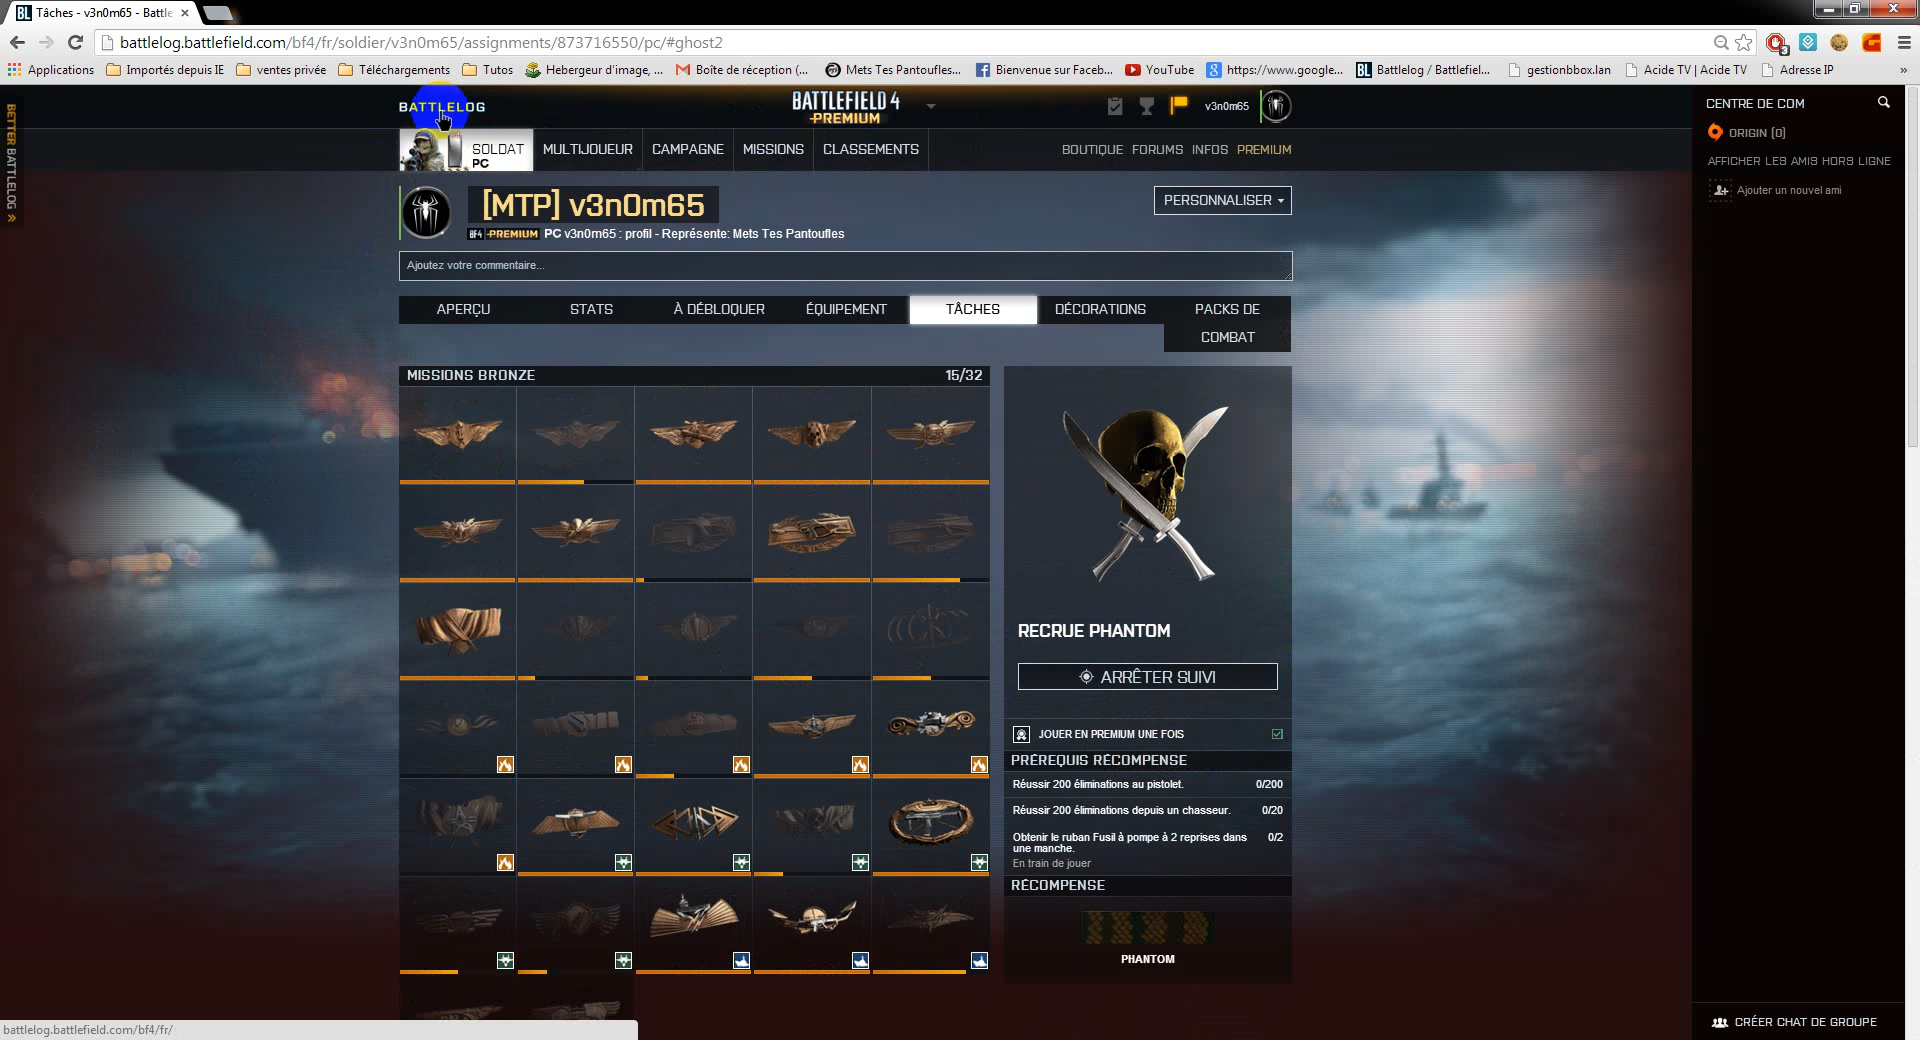 Tâches - v3n0m65 - Battle
battlelog.battlefield.com/bf4/fr/soldier/v3n0m65/assignments/873716550/pc/#ghost2
3
Applications
Importés depuis IE
ventes privée
Téléchargements
Tutos
Hebergeur d'image, ...
Boîte de réception (...
Mets Tes Pantoufles...
Bienvenue sur Faceb...
YouTube
https://www.google...
Battlelog / Battlefiel...
gestionbbox.lan
Acide TV | Acide TV
Adresse IP
»
BETTER BATTLELOG »
BATTLELOG
BATTLEFIELD 4
PREMIUM
v3n0m65
SOLDAT
PC
MULTIJOUEUR
CAMPAGNE
MISSIONS
CLASSEMENTS
BOUTIQUE
FORUMS
INFOS
PREMIUM
[MTP] v3n0m65
BF4 PREMIUM PC v3n0m65 : profil - Représente: Mets Tes Pantoufles
PERSONNALISER
Ajoutez votre commentaire...
APERÇU
STATS
À DÉBLOQUER
ÉQUIPEMENT
TÂCHES
DÉCORATIONS
PACKS DE
COMBAT
MISSIONS BRONZE 15/32
RECRUE PHANTOM
ARRÊTER SUIVI
JOUER EN PREMIUM UNE FOIS
PRÉREQUIS RÉCOMPENSE
Réussir 200 éliminations au pistolet. 0/200
Réussir 200 éliminations depuis un chasseur. 0/20
Obtenir le ruban Fusil à pompe à 2 reprises dans 0/2
une manche.
En train de jouer
RÉCOMPENSE
PHANTOM
CENTRE DE COM
ORIGIN [0]
AFFICHER LES AMIS HORS LIGNE
Ajouter un nouvel ami
CRÉER CHAT DE GROUPE
battlelog.battlefield.com/bf4/fr/